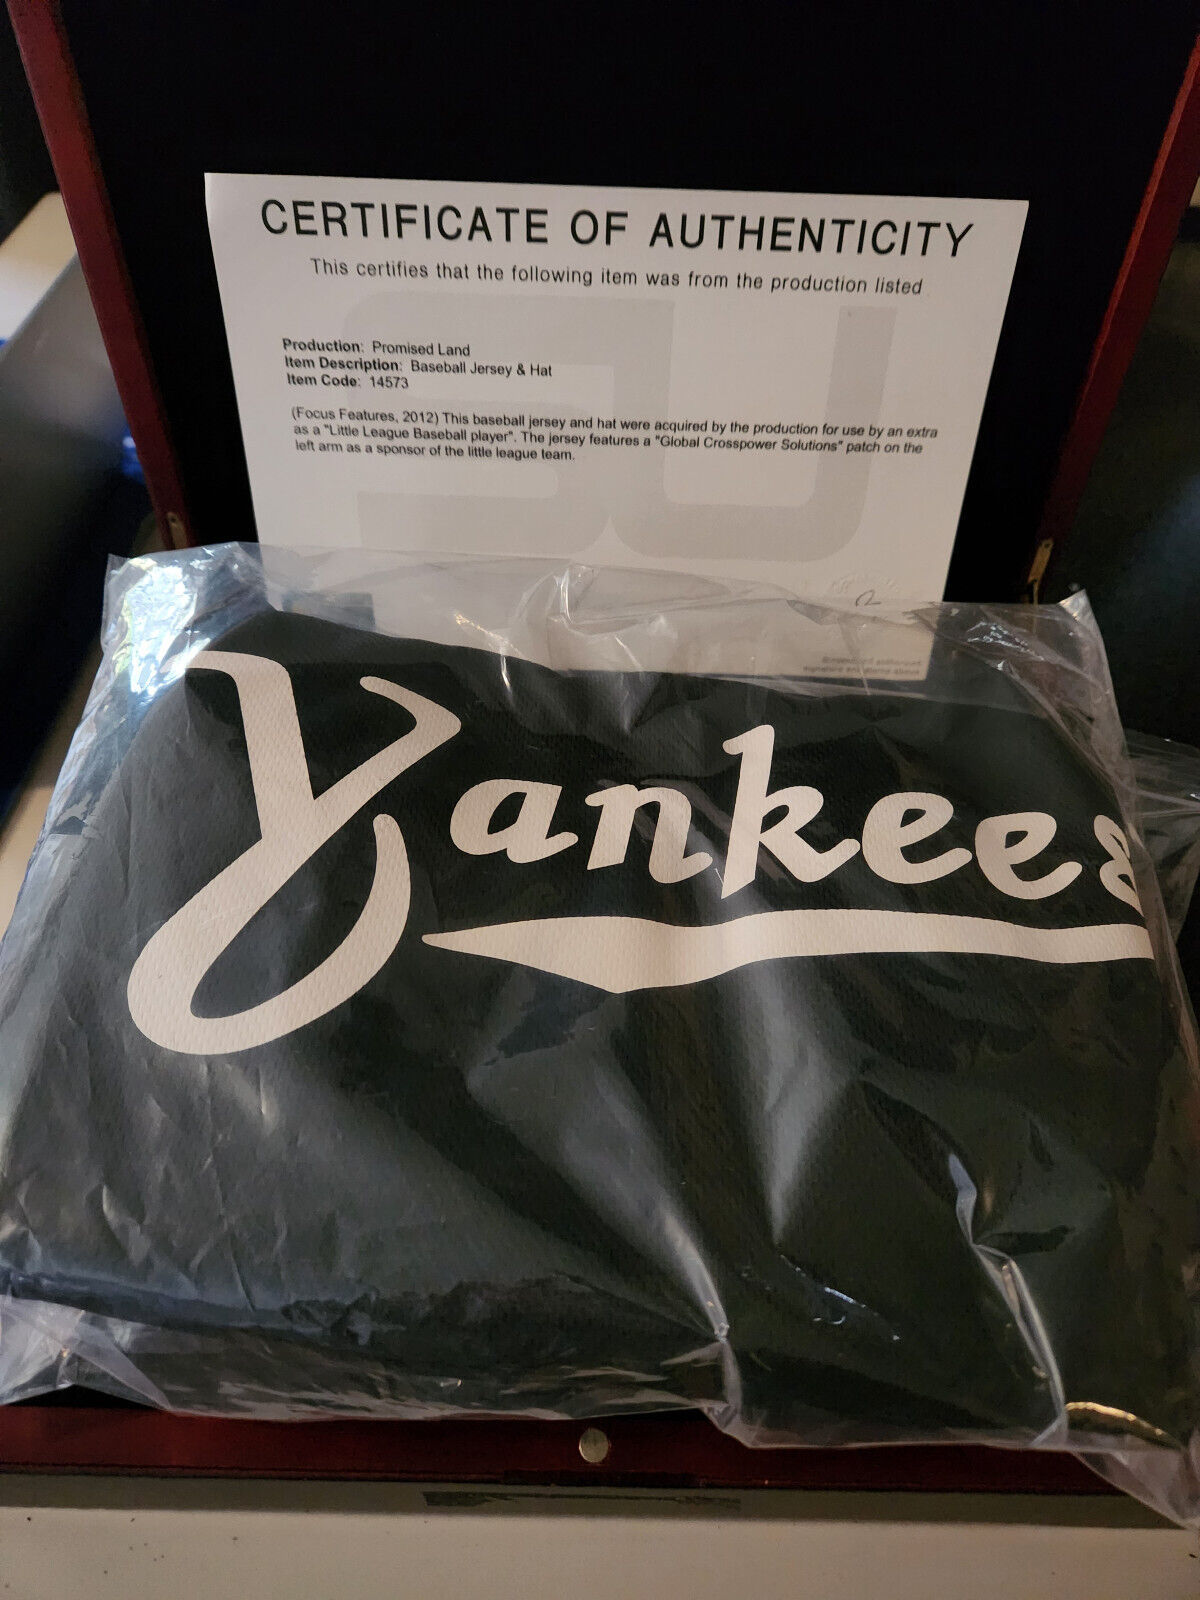 CERTIFICATE OF AUTHENTICITY
This certifies that the following item was from the production listed
Production: Promised Land
Item Description: Baseball Jersey & Hat
Item Code: 14573
(Focus Features, 2012) This baseball jersey and hat were acquired by the production for use by an extra
as a "Little League Baseball player". The jersey features a "Global Crosspower Solutions" patch on the
left arm as a sponsor of the little league team.
Yankees